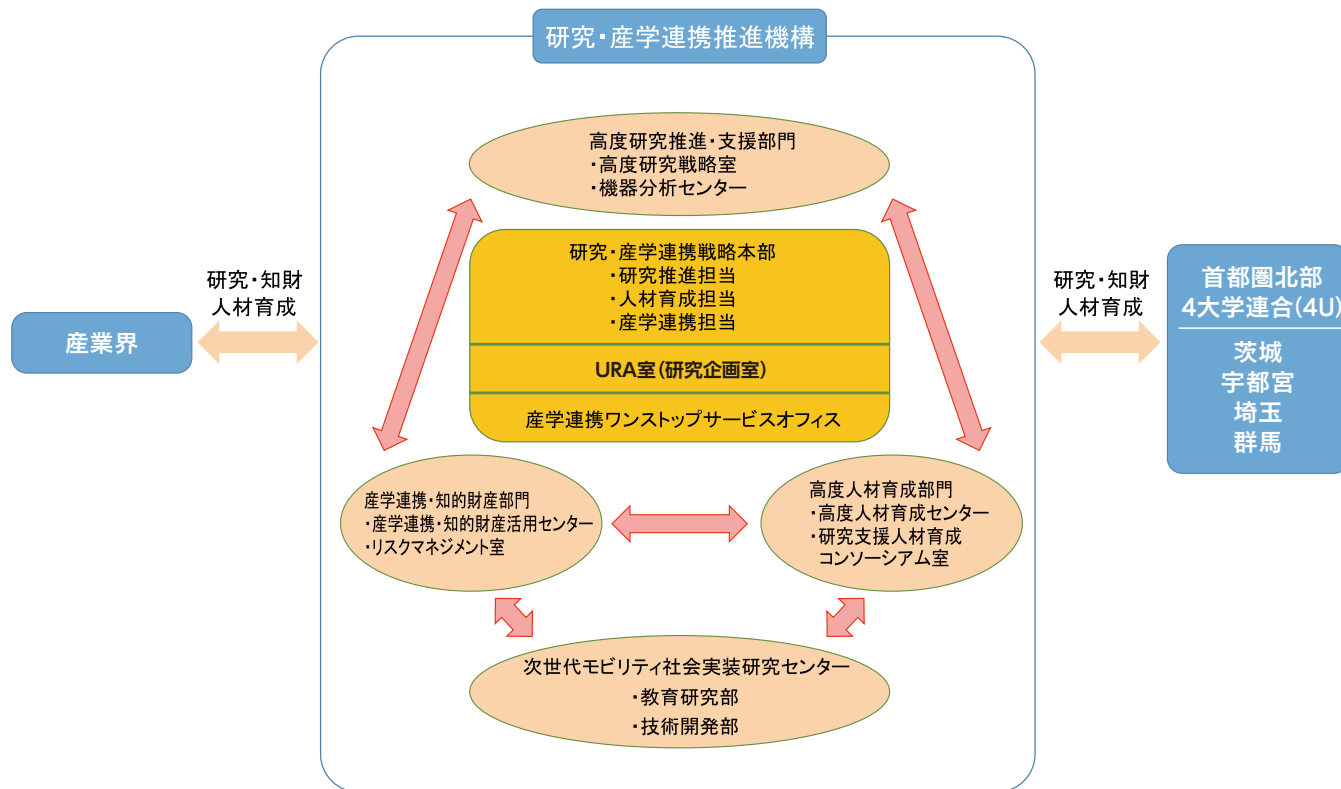 研究・産学連携推進機構
高度研究推進・支援部門
・高度研究戦略室
・機器分析センター
研究・産学連携戦略本部
・研究推進担当
・人材育成担当
・産学連携担当
URA室(研究企画室)
産学連携ワンストップサービスオフィス
研究・知財
人材育成
産業界
研究・知財
人材育成
首都圏北部
4大学連合(4U)
茨城
宇都宮
埼玉
群馬
産学連携・知的財産部門
・産学連携・知的財産活用センター
・リスクマネジメント室
高度人材育成部門
・高度人材育成センター
・研究支援人材育成
コンソーシアム室
次世代モビリティ社会実装研究センター
・教育研究部
・技術開発部